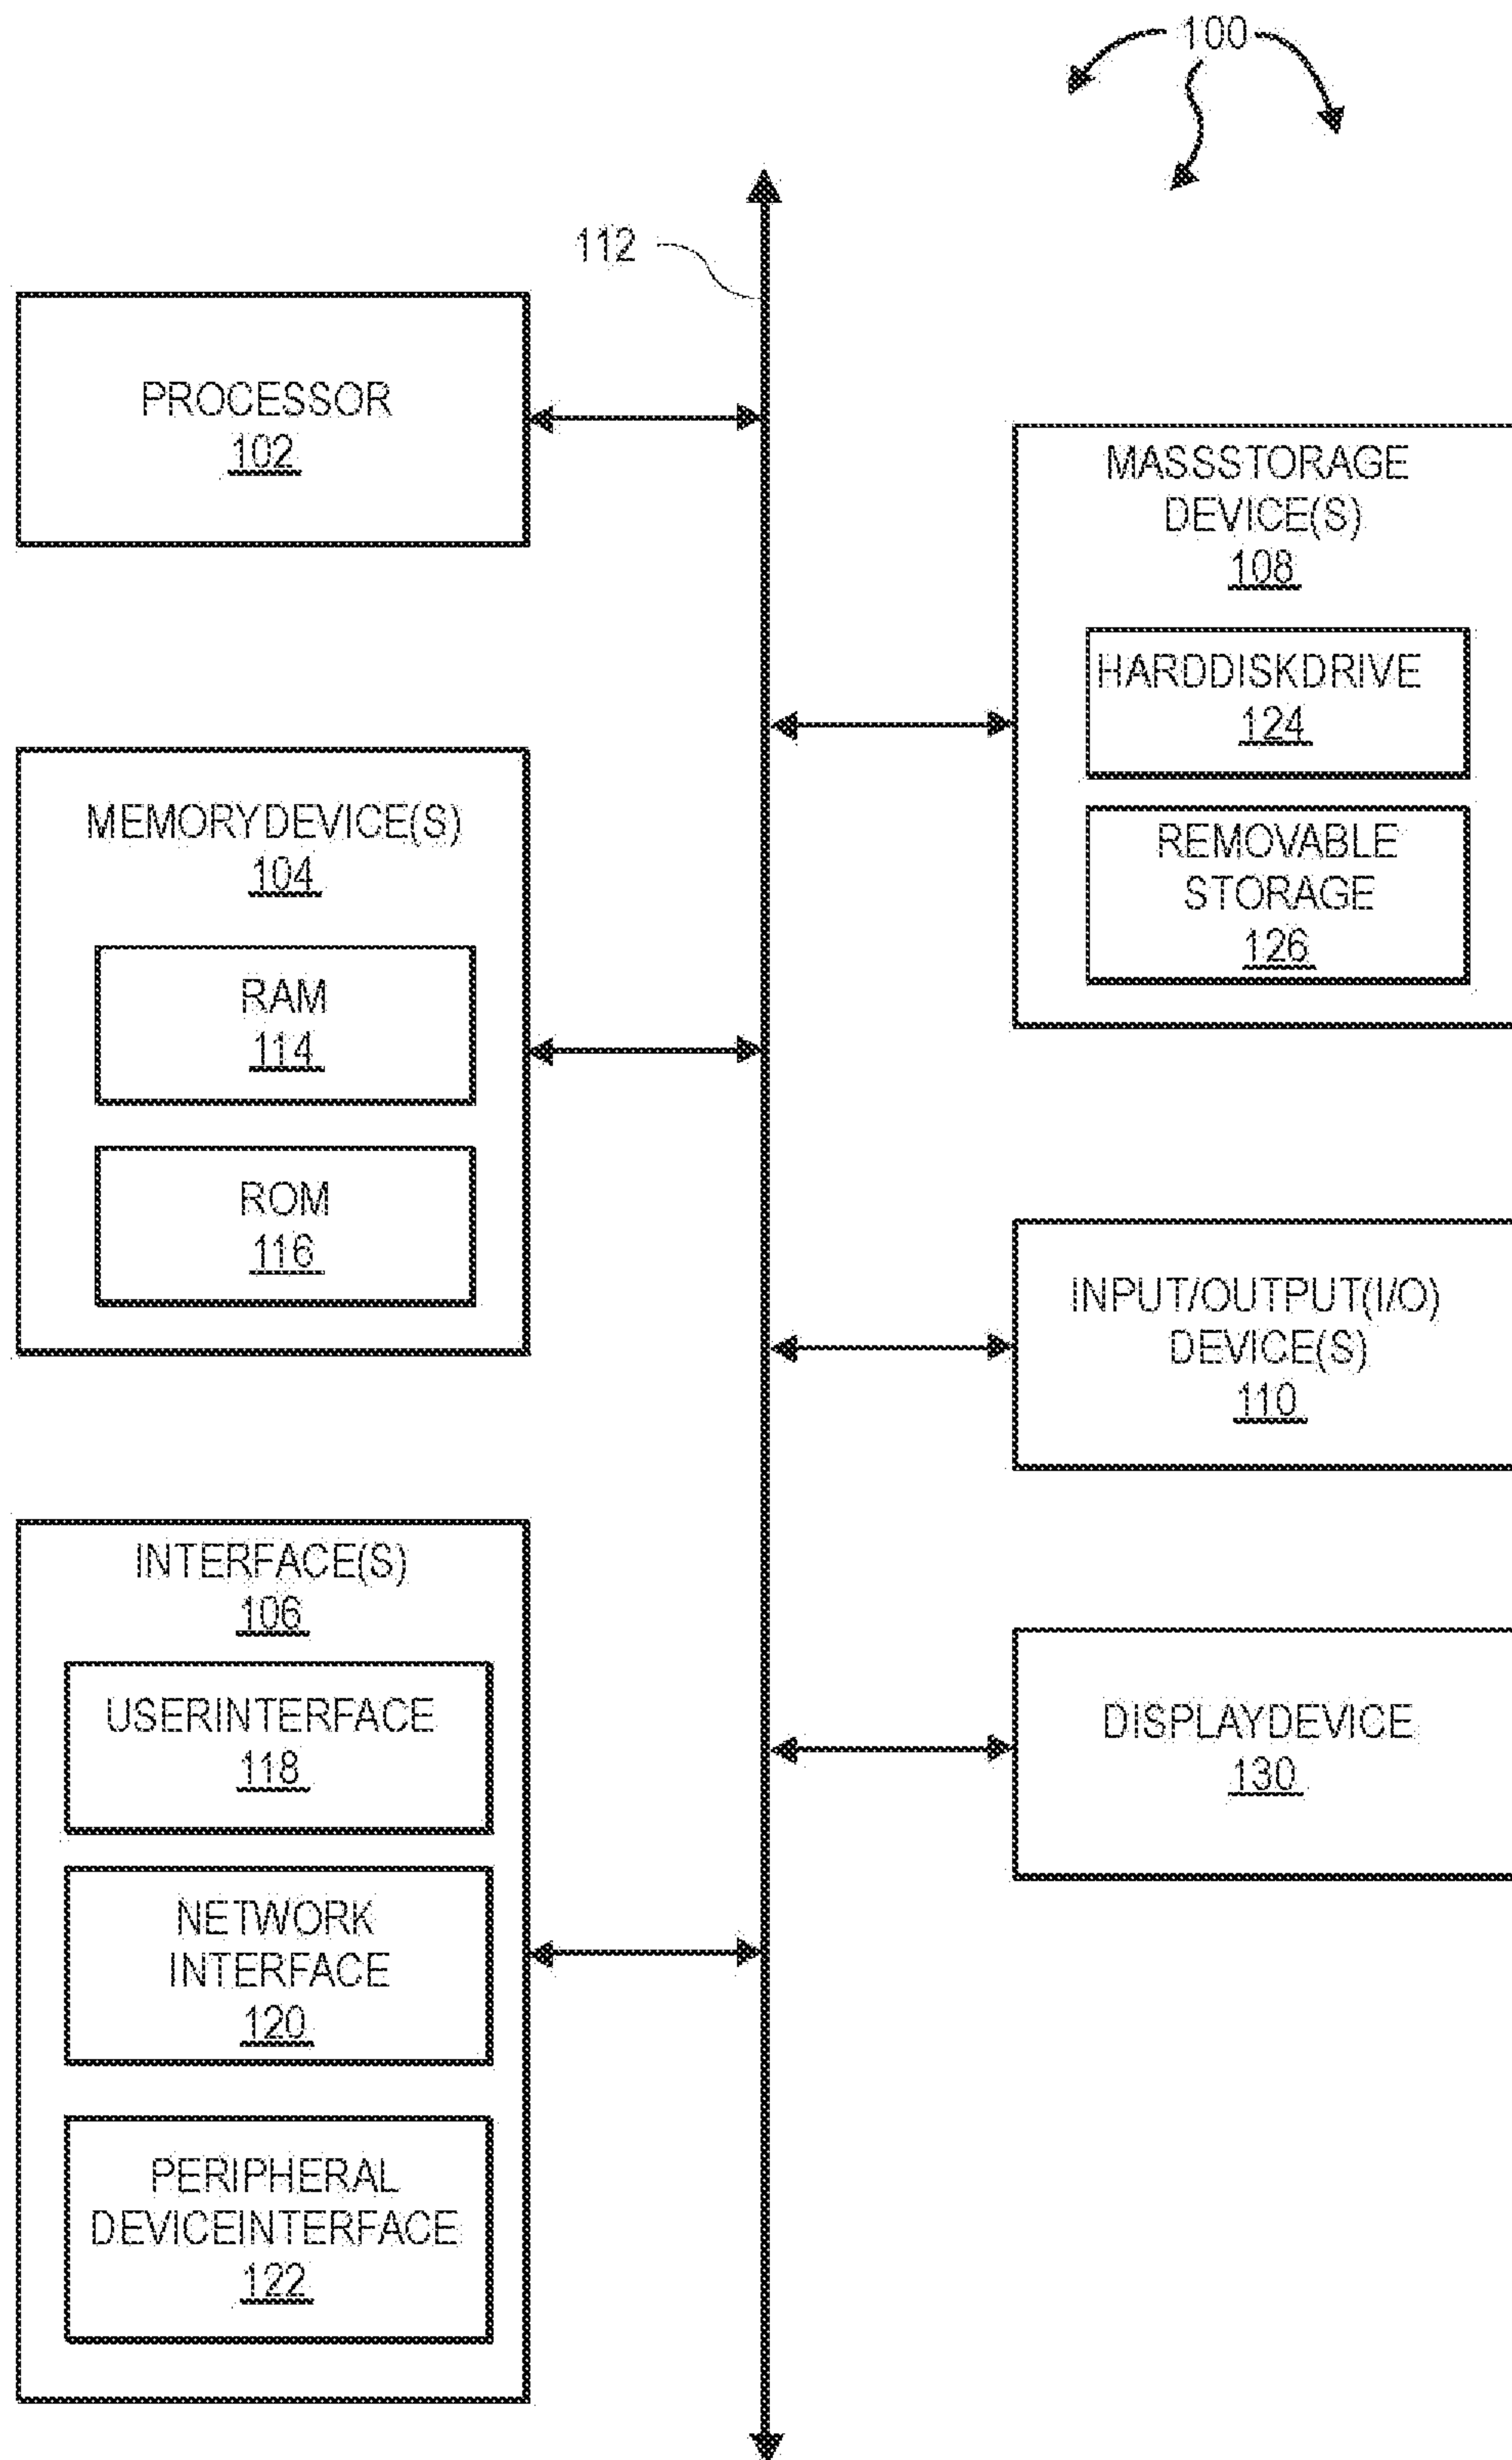 100
112
PROCESSOR
102
MASSSTORAGE
DEVICE(S)
108
HARDDISKDRIVE
124
REMOVABLE
STORAGE
126
MEMORYDEVICE(S)
104
RAM
114
ROM
116
INPUT/OUTPUT(I/O)
DEVICE(S)
110
INTERFACE(S)
106
USERINTERFACE
118
NETWORK
INTERFACE
120
PERIPHERAL
DEVICEINTERFACE
122
DISPLAYDEVICE
130